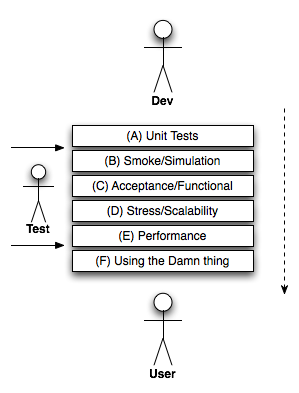 Dev
(A) Unit Tests
(B) Smoke/Simulation
(C) Acceptance/Functional
(D) Stress/Scalability
Test
(E) Performance
(F) Using the Damn thing
User